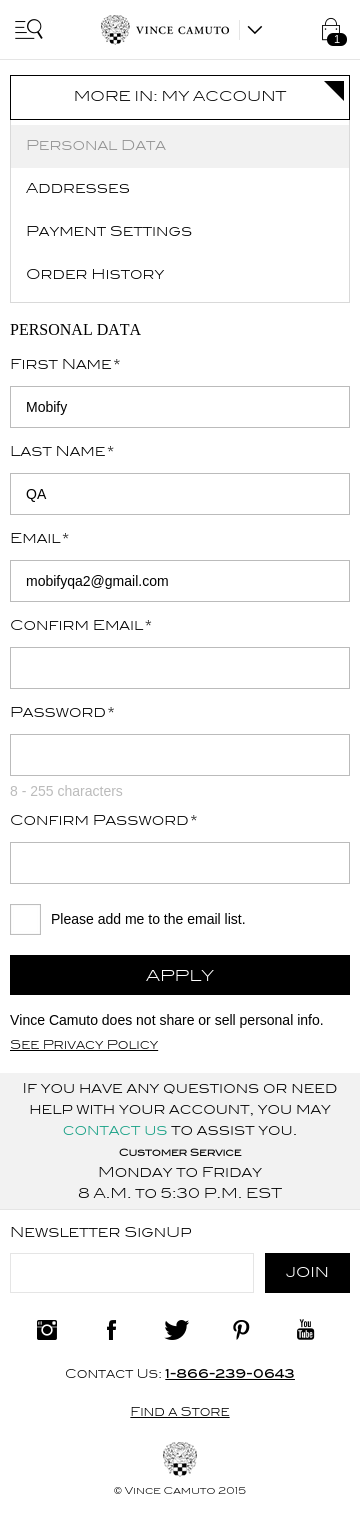 VINCE CAMUTO
1
MORE IN: MY ACCOUNT
Personal Data
Addresses
Payment Settings
Order History
PERSONAL DATA
First Name*
Mobify
Last Name*
QA
Email*
mobifyqa2@gmail.com
Confirm Email*
Password*
8 - 255 characters
Confirm Password*
Please add me to the email list.
APPLY
Vince Camuto does not share or sell personal info.
See Privacy Policy
If you have any questions or need
help with your account, you may
contact us to assist you.
Customer Service
Monday to Friday
8 A.M. to 5:30 P.M. EST
Newsletter SignUp
JOIN
You
Tube
Contact Us: 1-866-239-0643
Find a Store
© Vince Camuto 2015